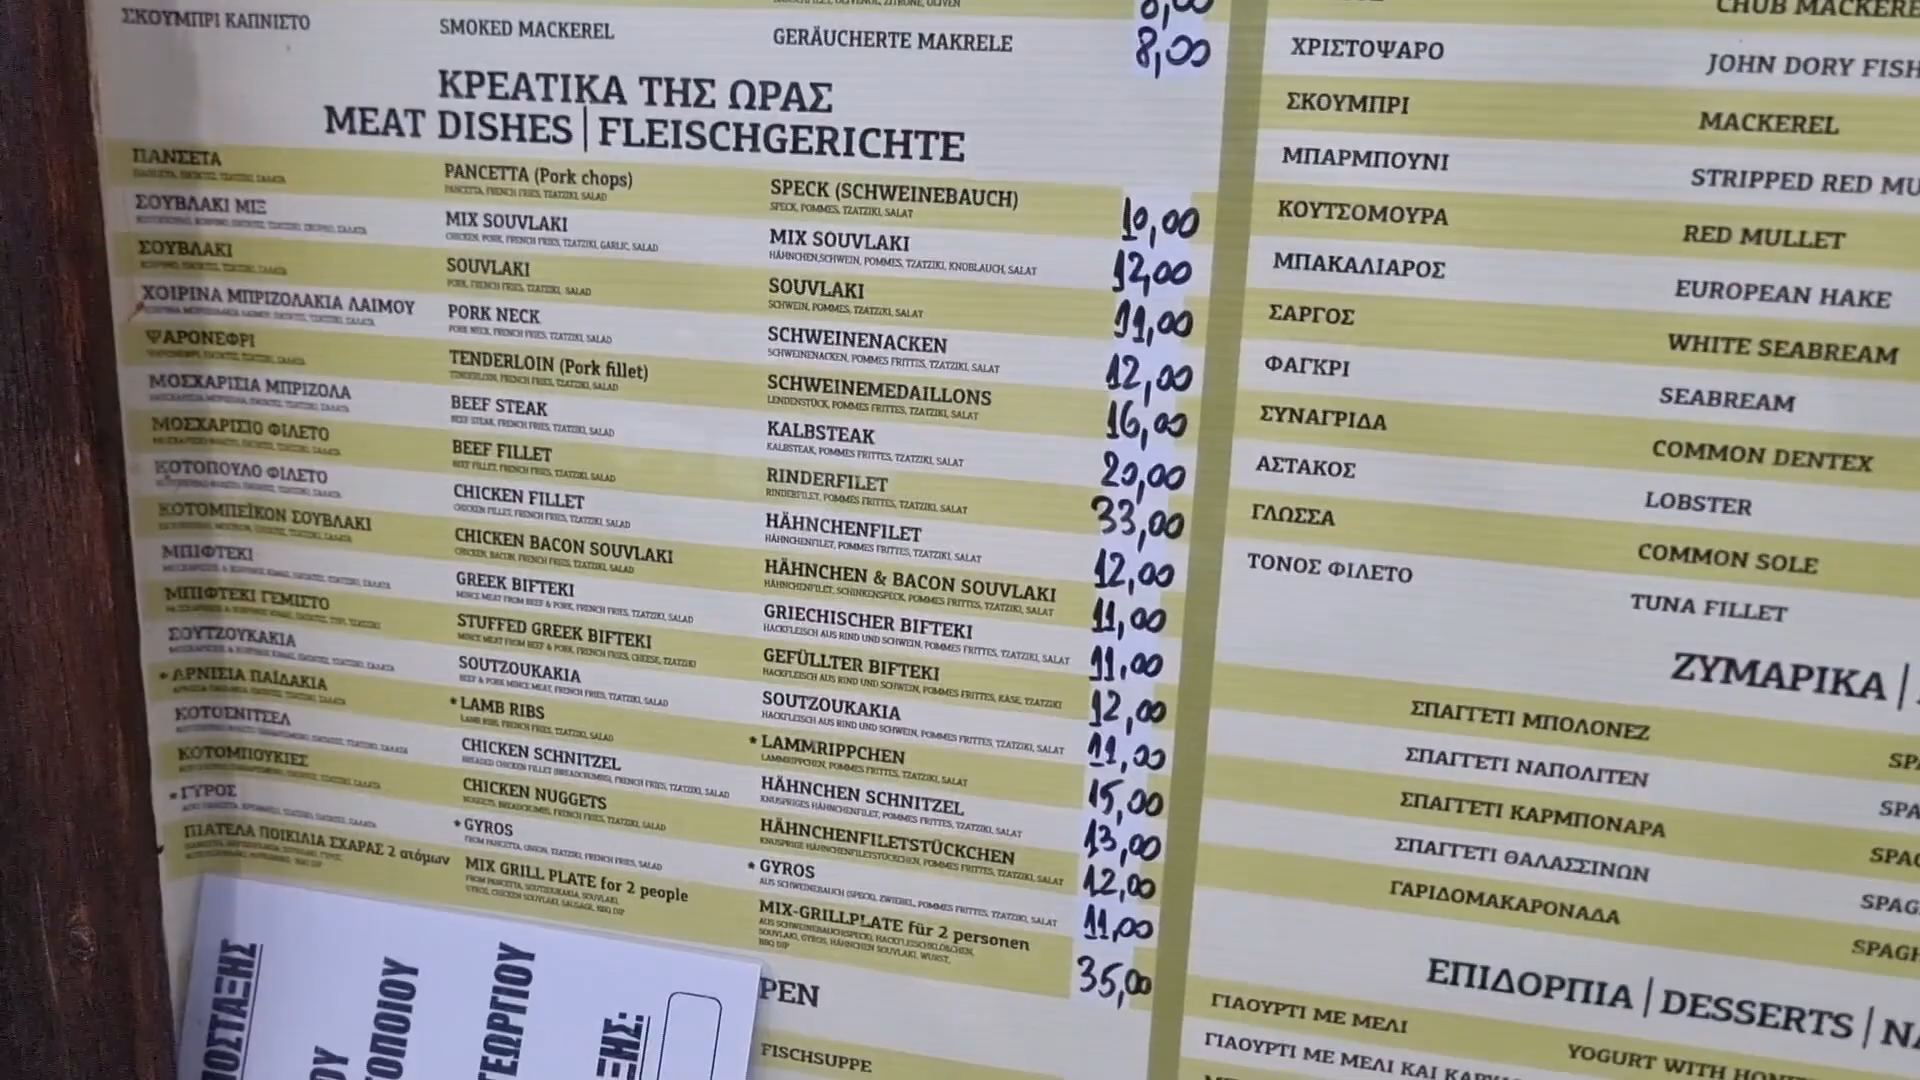 ΣΚΟΥΜΠΡΙ ΚΑΠΝΙΣΤΟ SMOKED MACKEREL GERÄUCHERTE MAKRELE 8,00
ΚΡΕΑΤΙΚΑ ΤΗΣ ΩΡΑΣ
MEAT DISHES | FLEISCHGERICHTE
ΠΑΝΣΕΤΑ PANCETTA (Pork chops) SPECK (SCHWEINEBAUCH) 10,00
PANCETTA, FRENCH FRIES, TZATZIKI, SALAD SPECK, POMMES, TZATZIKI, SALAT
ΣΟΥΒΛΑΚΙ ΜΙΞ MIX SOUVLAKI MIX SOUVLAKI 12,00
CHICKEN, PORK, FRENCH FRIES, TZATZIKI, GARLIC, SALAD HÄHNCHEN,SCHWEIN, POMMES, TZATZIKI, KNOBLAUCH, SALAT
ΣΟΥΒΛΑΚΙ SOUVLAKI SOUVLAKI 11,00
PORK, FRENCH FRIES, TZATZIKI, SALAD SCHWEIN, POMMES, TZATZIKI, SALAT
ΧΟΙΡΙΝΑ ΜΠΡΙΖΟΛΑΚΙΑ ΛΑΙΜΟΥ PORK NECK SCHWEINENACKEN 12,00
PORK NECK, FRENCH FRIES, TZATZIKI, SALAD SCHWEINENACKEN, POMMES FRITTES, TZATZIKI, SALAT
ΨΑΡΟΝΕΦΡΙ TENDERLOIN (Pork fillet) SCHWEINEMEDAILLONS 16,00
TENDERLOIN, FRENCH FRIES, TZATZIKI, SALAD LENDENSTÜCK, POMMES FRITTES, TZATZIKI, SALAT
ΜΟΣΧΑΡΙΣΙΑ ΜΠΡΙΖΟΛΑ BEEF STEAK KALBSTEAK 20,00
BEEF STEAK, FRENCH FRIES, TZATZIKI, SALAD KALBSTEAK, POMMES FRITTES, TZATZIKI, SALAT
ΜΟΣΧΑΡΙΣΙΟ ΦΙΛΕΤΟ BEEF FILLET RINDERFILET 33,00
BEEF FILLET, FRENCH FRIES, TZATZIKI, SALAD RINDERFILET, POMMES FRITTES, TZATZIKI, SALAT
ΚΟΤΟΠΟΥΛΟ ΦΙΛΕΤΟ CHICKEN FILLET HÄHNCHENFILET 12,00
CHICKEN FILLET, FRENCH FRIES, TZATZIKI, SALAD HÄHNCHENFILET, POMMES FRITTES, TZATZIKI, SALAT
ΚΟΤΟΜΠΕΪΚΟΝ ΣΟΥΒΛΑΚΙ CHICKEN BACON SOUVLAKI HÄHNCHEN & BACON SOUVLAKI 11,00
CHICKEN, BACON, FRENCH FRIES, TZATZIKI, SALAD HÄHNCHENFILET, SCHINKENSPECK, POMMES FRITTES, TZATZIKI, SALAT
ΜΠΙΦΤΕΚΙ GREEK BIFTEKI GRIECHISCHER BIFTEKI 11,00
MINCE MEAT FROM BEEF & PORK, FRENCH FRIES, TZATZIKI, SALAD HACKFLEISCH AUS RIND UND SCHWEIN, POMMES FRITTES, TZATZIKI, SALAT
ΜΠΙΦΤΕΚΙ ΓΕΜΙΣΤΟ STUFFED GREEK BIFTEKI GEFÜLLTER BIFTEKI 12,00
MINCE MEAT FROM BEEF & PORK, FRENCH FRIES, CHEESE, TZATZIKI HACKFLEISCH AUS RIND UND SCHWEIN, POMMES FRITTES, KÄSE, TZATZIKI
ΣΟΥΤΖΟΥΚΑΚΙΑ SOUTZOUKAKIA SOUTZOUKAKIA 11,00
BEEF & PORK MINCE MEAT, FRENCH FRIES, TZATZIKI, SALAD HACKFLEISCH AUS RIND UND SCHWEIN, POMMES FRITTES, TZATZIKI, SALAT
* ΑΡΝΙΣΙΑ ΠΑΪΔΑΚΙΑ * LAMB RIBS * LAMMRIPPCHEN 15,00
LAMB RIBS, FRENCH FRIES, TZATZIKI, SALAD LAMMRIPPCHEN, POMMES FRITTES, TZATZIKI, SALAT
ΚΟΤΟΣΝΙΤΣΕΛ CHICKEN SCHNITZEL HÄHNCHEN SCHNITZEL 13,00
BREADED CHICKEN FILLET (BREADCRUMBS), FRENCH FRIES, TZATZIKI, SALAD KNUSPRIGES HÄHNCHENFILET, POMMES FRITTES, TZATZIKI, SALAT
ΚΟΤΟΜΠΟΥΚΙΕΣ CHICKEN NUGGETS HÄHNCHENFILETSTÜCKCHEN 12,00
NUGGETS, BREADCRUMBS, FRENCH FRIES, TZATZIKI, SALAD KNUSPRIGE HÄHNCHENFILETSTÜCKCHEN, POMMES FRITTES, TZATZIKI, SALAT
* ΓΥΡΟΣ * GYROS * GYROS 11,00
FROM PANCETTA, ONION, TZATZIKI, FRENCH FRIES, SALAD AUS SCHWEINEBAUCH (SPECK), ZWIEBEL, POMMES FRITTES, TZATZIKI, SALAT
ΠΙΑΤΕΛΑ ΠΟΙΚΙΛΙΑ ΣΧΑΡΑΣ 2 ατόμων MIX GRILL PLATE for 2 people MIX-GRILLPLATE für 2 personen 35,00
FROM PANCETTA, SOUTZOUKAKIA, SOUVLAKI,
GYROS, CHICKEN SOUVLAKI, SAUSAGE, BBQ DIP
SOUVLAKI, GYROS, HÄHNCHEN SOUVLAKI, WURST,
BBQ DIP
PEN
FISCHSUPPE
ΓΕΩΡΓΙΟΥ
CHUB MACKEREL
ΧΡΙΣΤΟΨΑΡΟ JOHN DORY FISH
ΣΚΟΥΜΠΡΙ MACKEREL
ΜΠΑΡΜΠΟΥΝΙ STRIPPED RED MU
ΚΟΥΤΣΟΜΟΥΡΑ RED MULLET
ΜΠΑΚΑΛΙΑΡΟΣ EUROPEAN HAKE
ΣΑΡΓΟΣ WHITE SEABREAM
ΦΑΓΚΡΙ SEABREAM
ΣΥΝΑΓΡΙΔΑ COMMON DENTEX
ΑΣΤΑΚΟΣ LOBSTER
ΓΛΩΣΣΑ COMMON SOLE
ΤΟΝΟΣ ΦΙΛΕΤΟ TUNA FILLET
ΖΥΜΑΡΙΚΑ |
ΣΠΑΓΓΕΤΙ ΜΠΟΛΟΝΕΖ SPA
ΣΠΑΓΓΕΤΙ ΝΑΠΟΛΙΤΕΝ SPA
ΣΠΑΓΓΕΤΙ ΚΑΡΜΠΟΝΑΡΑ SPAG
ΣΠΑΓΓΕΤΙ ΘΑΛΑΣΣΙΝΩΝ SPAG
ΓΑΡΙΔΟΜΑΚΑΡΟΝΑΔΑ SPAGH
ΕΠΙΔΟΡΠΙΑ | DESSERTS | NA
ΓΙΑΟΥΡΤΙ ΜΕ ΜΕΛΙ YOGURT WITH HONEY
ΓΙΑΟΥΡΤΙ ΜΕ ΜΕΛΙ ΚΑΙ